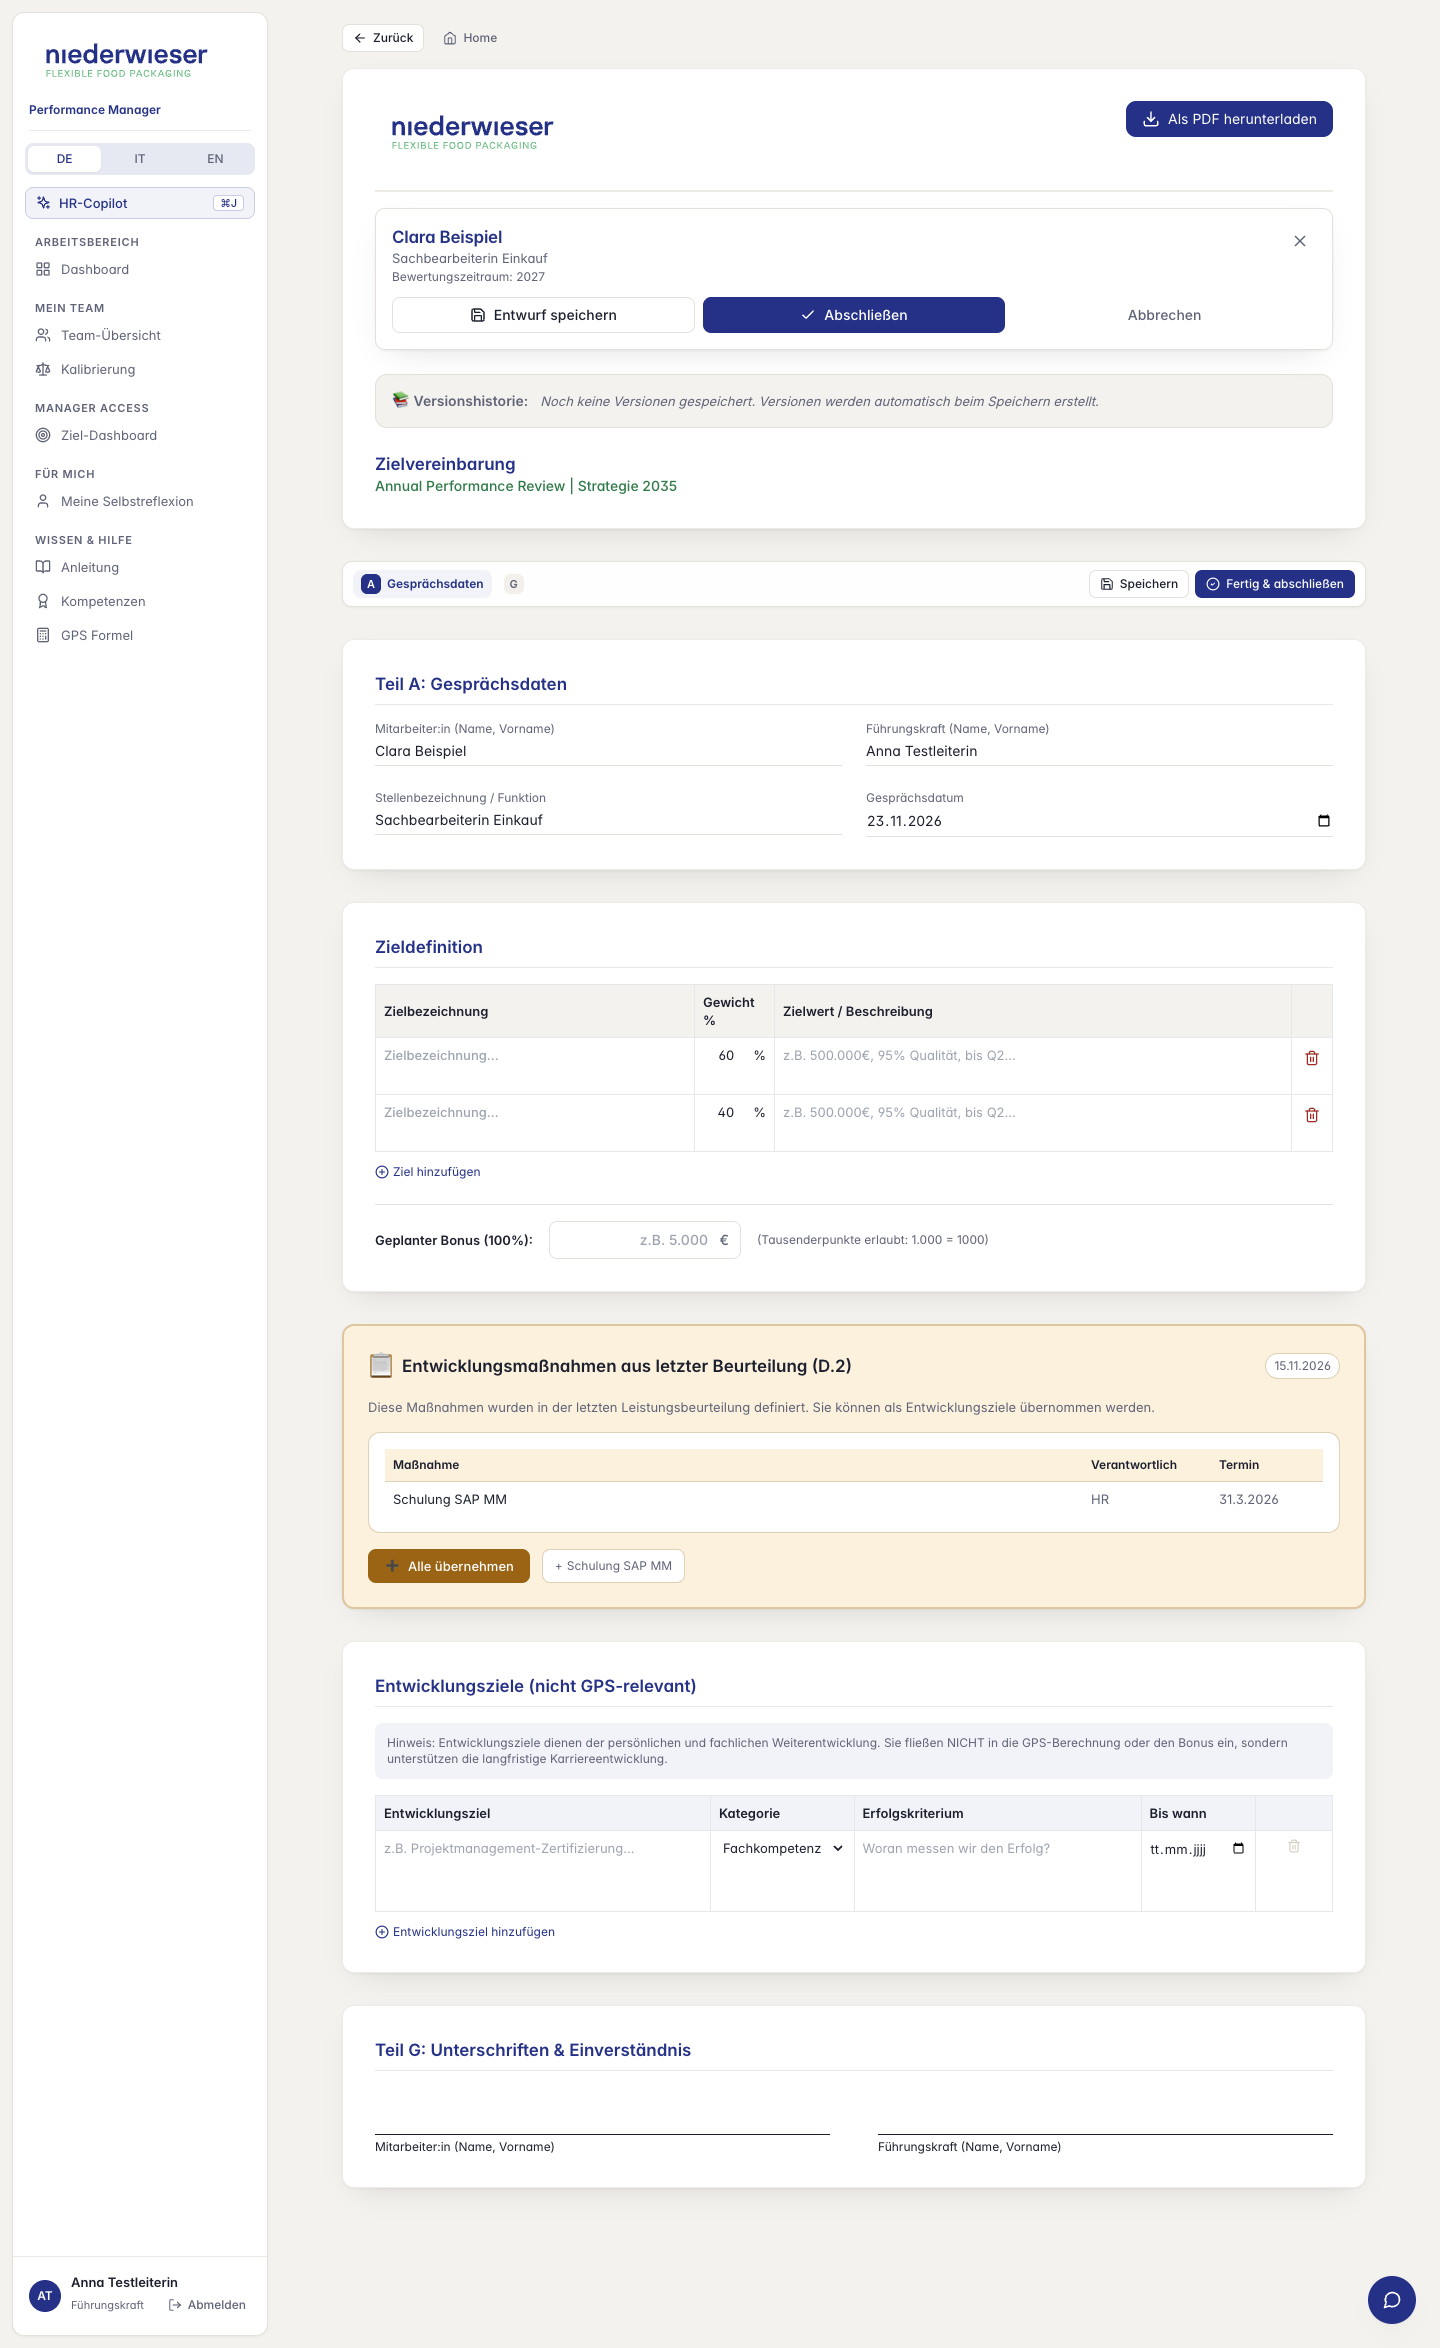 niederwieser
FLEXIBLE FOOD PACKAGING
Performance Manager
DE IT EN
HR-Copilot ⌘J
ARBEITSBEREICH
Dashboard
MEIN TEAM
Team-Übersicht
Kalibrierung
MANAGER ACCESS
Ziel-Dashboard
FÜR MICH
Meine Selbstreflexion
WISSEN & HILFE
Anleitung
Kompetenzen
GPS Formel
Anna Testleiterin
AT
Führungskraft Abmelden
Zurück Home
niederwieser
FLEXIBLE FOOD PACKAGING
Als PDF herunterladen
Clara Beispiel
Sachbearbeiterin Einkauf
Bewertungszeitraum: 2027
Entwurf speichern Abschließen Abbrechen
Versionshistorie: Noch keine Versionen gespeichert. Versionen werden automatisch beim Speichern erstellt.
Zielvereinbarung
Annual Performance Review | Strategie 2035
A Gesprächsdaten G Speichern Fertig & abschließen
Teil A: Gesprächsdaten
Mitarbeiter:in (Name, Vorname) Führungskraft (Name, Vorname)
Clara Beispiel Anna Testleiterin
Stellenbezeichnung / Funktion Gesprächsdatum
Sachbearbeiterin Einkauf 23.11.2026
Zieldefinition
Zielbezeichnung Gewicht % Zielwert / Beschreibung
Zielbezeichnung... 60 % z.B. 500.000€, 95% Qualität, bis Q2...
Zielbezeichnung... 40 % z.B. 500.000€, 95% Qualität, bis Q2...
Ziel hinzufügen
Geplanter Bonus (100%): z.B. 5.000 € (Tausenderpunkte erlaubt: 1.000 = 1000)
Entwicklungsmaßnahmen aus letzter Beurteilung (D.2) 15.11.2026
Diese Maßnahmen wurden in der letzten Leistungsbeurteilung definiert. Sie können als Entwicklungsziele übernommen werden.
Maßnahme Verantwortlich Termin
Schulung SAP MM HR 31.3.2026
➕ Alle übernehmen + Schulung SAP MM
Entwicklungsziele (nicht GPS-relevant)
Hinweis: Entwicklungsziele dienen der persönlichen und fachlichen Weiterentwicklung. Sie fließen NICHT in die GPS-Berechnung oder den Bonus ein, sondern
unterstützen die langfristige Karriereentwicklung.
Entwicklungsziel Kategorie Erfolgskriterium Bis wann
z.B. Projektmanagement-Zertifizierung... Fachkompetenz Woran messen wir den Erfolg? tt.mm.jjjj
Entwicklungsziel hinzufügen
Teil G: Unterschriften & Einverständnis
Mitarbeiter:in (Name, Vorname) Führungskraft (Name, Vorname)